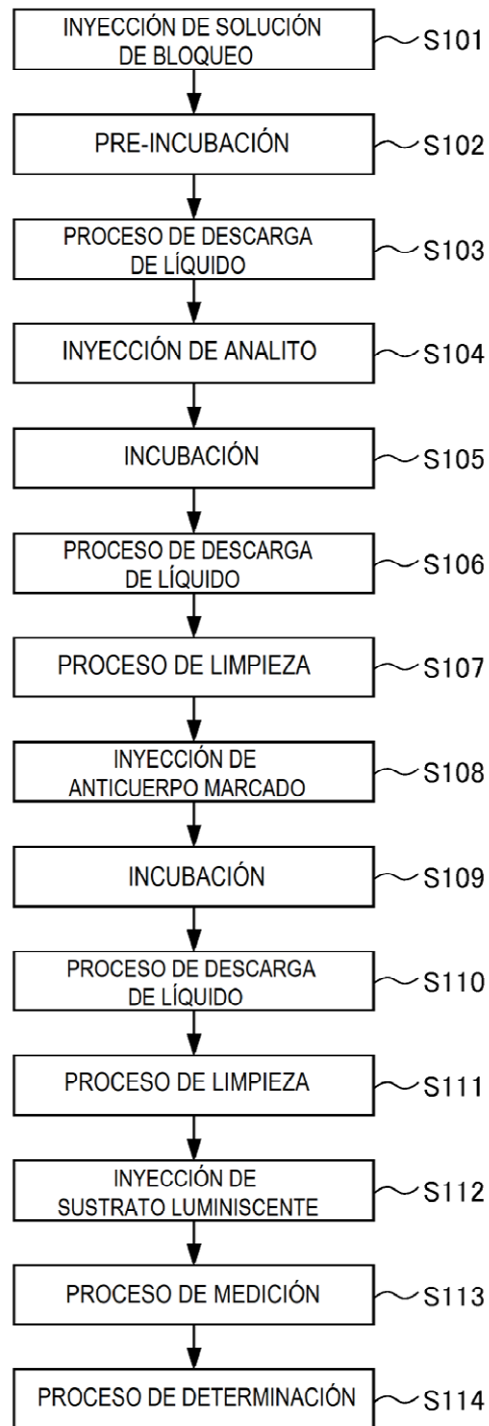 INYECCIÓN DE SOLUCIÓN
DE BLOQUEO
S101
PRE-INCUBACIÓN
S102
PROCESO DE DESCARGA
DE LÍQUIDO
S103
INYECCIÓN DE ANALITO
S104
INCUBACIÓN
S105
PROCESO DE DESCARGA
DE LÍQUIDO
S106
PROCESO DE LIMPIEZA
S107
INYECCIÓN DE
ANTICUERPO MARCADO
S108
INCUBACIÓN
S109
PROCESO DE DESCARGA
DE LÍQUIDO
S110
PROCESO DE LIMPIEZA
S111
INYECCIÓN DE
SUSTRATO LUMINISCENTE
S112
PROCESO DE MEDICIÓN
S113
PROCESO DE DETERMINACIÓN
S114